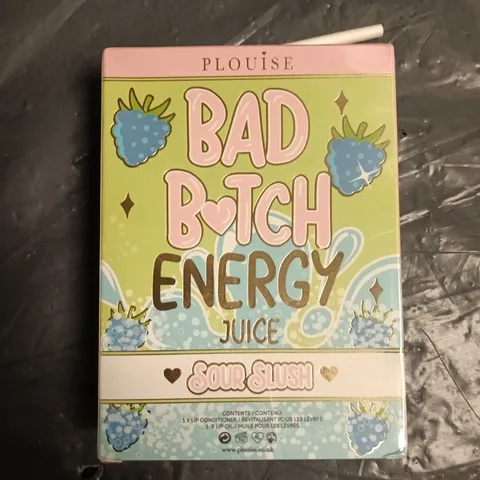 PLOUISE
BAD
B♥TCH
ENERGY
JUICE
SOUR SLUSH
CONTENTS / CONTENU
1 X LIP CONDITIONER / REVITALISANT POUR LES LÈVRES
1 X LIP OIL / HUILE POUR LES LÈVRES
www.plouise.co.uk